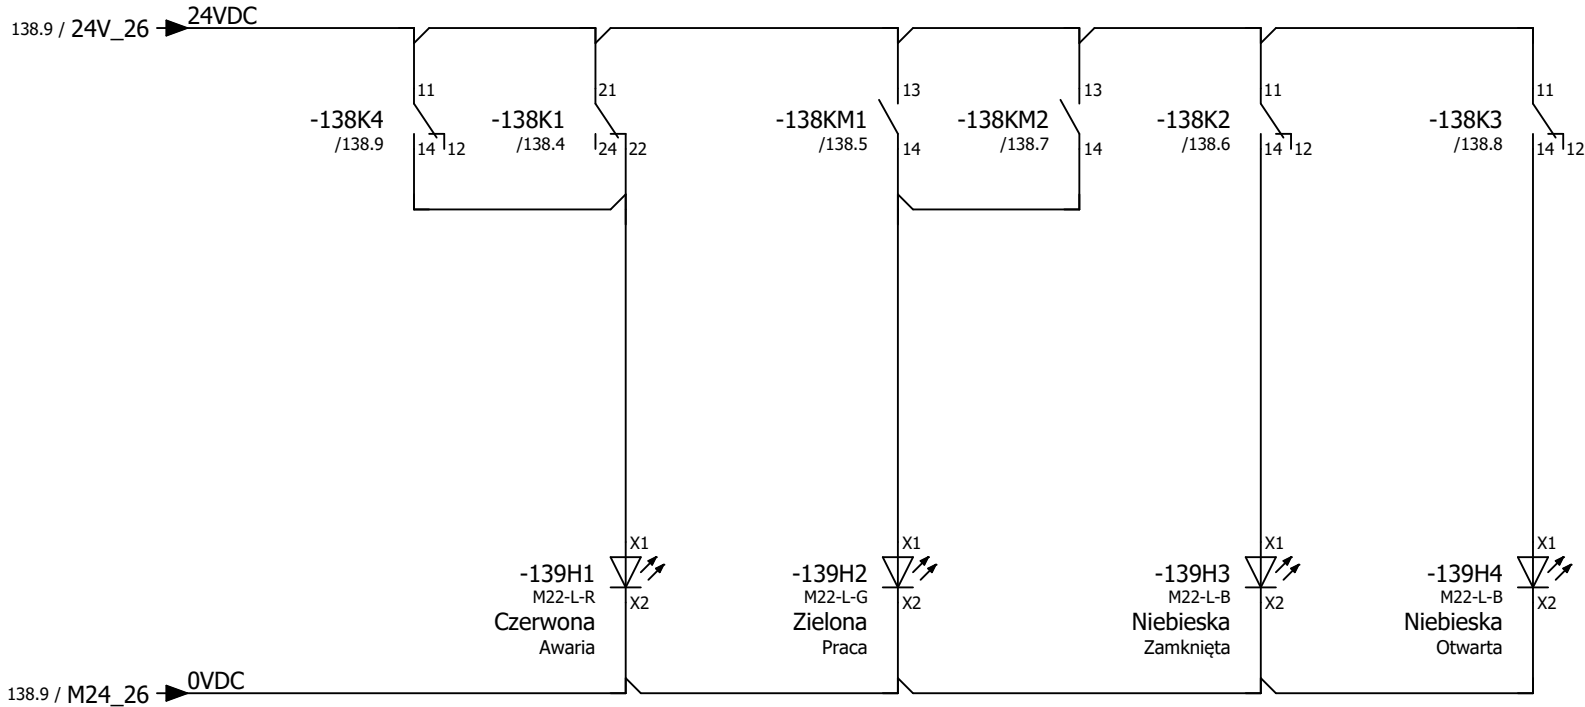 24VDC
138.9 / 24V_26
11
21
13
13
11
11
-138K4
-138K1
-138KM1
-138KM2
-138K2
-138K3
/138.9
/138.4
/138.5
/138.7
/138.6
/138.8
14 12
24 22
14
14
14 12
14 12
X1
X1
X1
X1
-139H1
-139H2
-139H3
-139H4
M22-L-R
M22-L-G
M22-L-B
M22-L-B
X2
X2
X2
X2
Czerwona
Zielona
Niebieska
Niebieska
Awaria
Praca
Zamknięta
Otwarta
0VDC
138.9 / M24_26